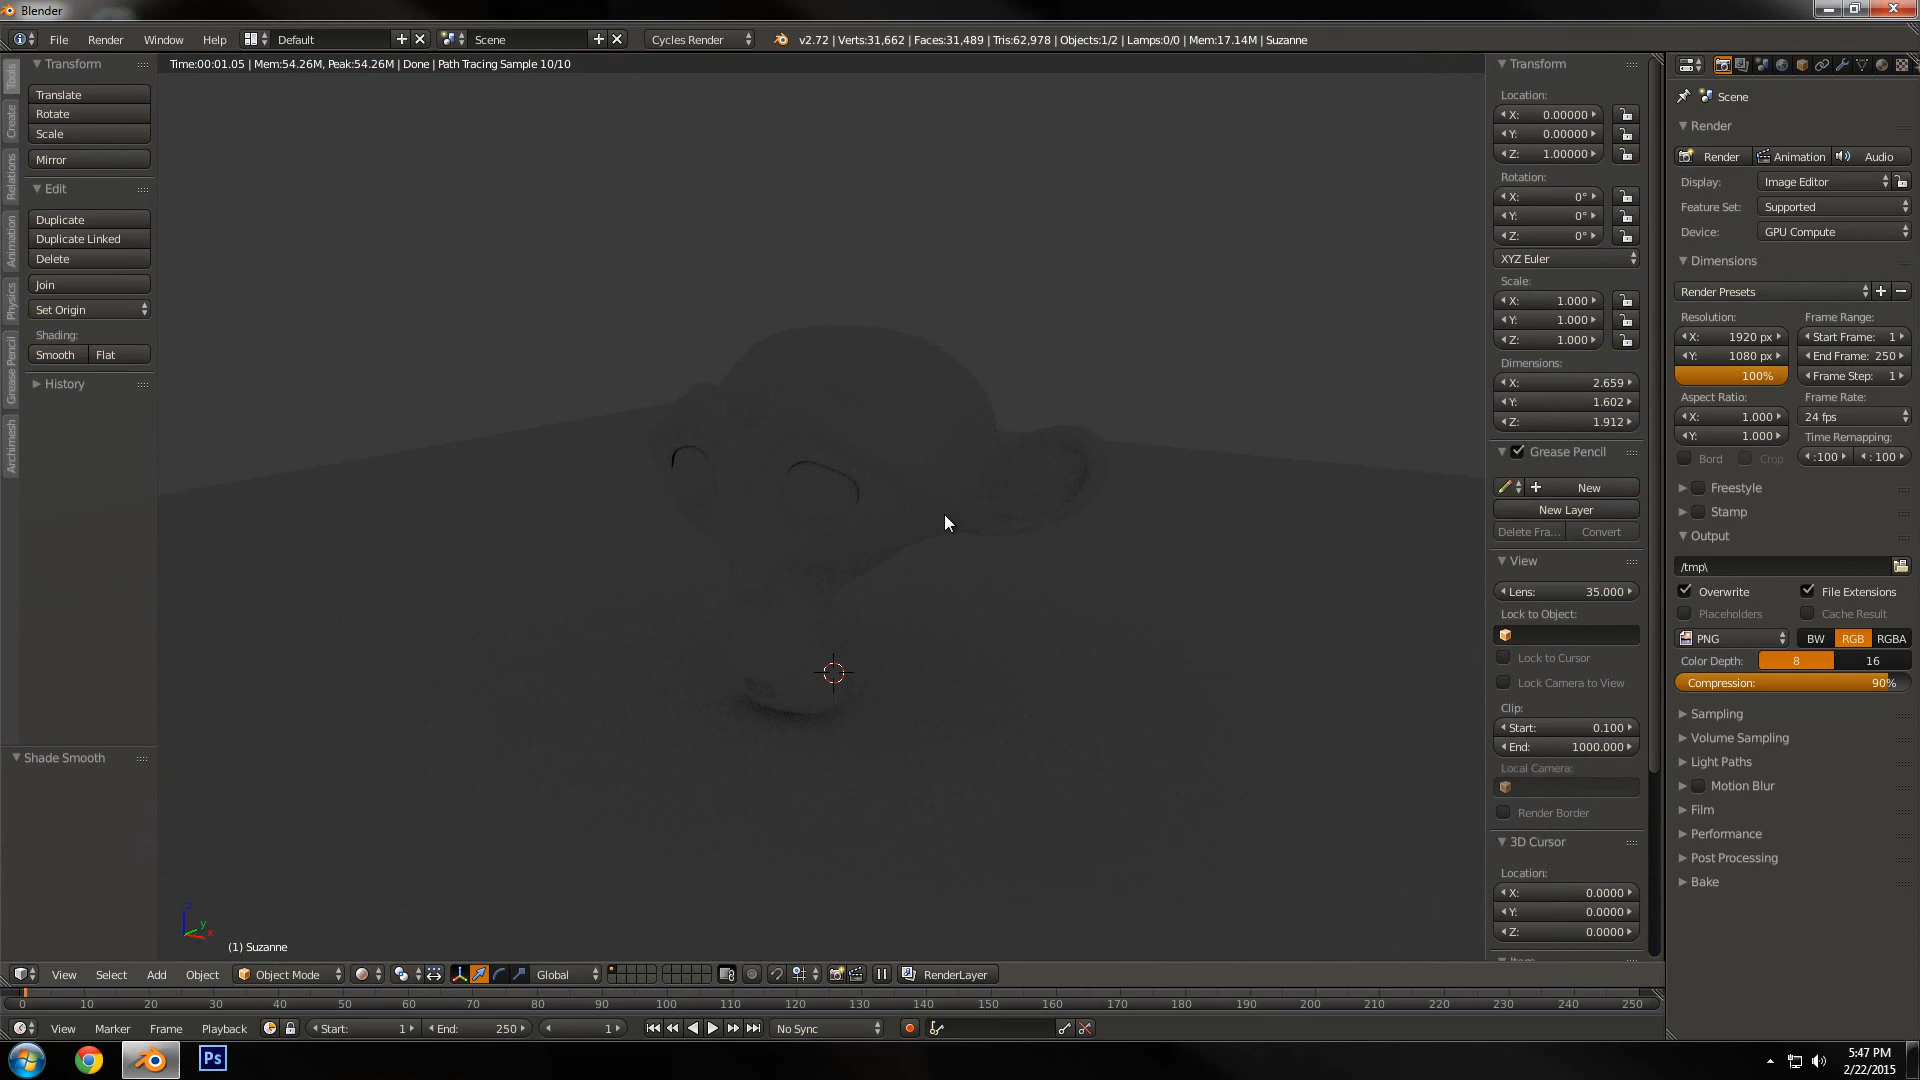 Blender
File Render Window Help Default Scene Cycles Render v2.72 | Verts:31,662 | Faces:31,489 | Tris:62,978 | Objects:1/2 | Lamps:0/0 | Mem:17.14M | Suzanne
Time:00:01.05 | Mem:54.26M, Peak:54.26M | Done | Path Tracing Sample 10/10
Tools
Create
Relations
Animation
Physics
Grease Pencil
Archimesh
Transform
Translate
Rotate
Scale
Mirror
Edit
Duplicate
Duplicate Linked
Delete
Join
Set Origin
Shading:
Smooth Flat
History
Shade Smooth
z
y
x
(1) Suzanne
Transform
Location:
X: 0.00000
Y: 0.00000
Z: 1.00000
Rotation:
X: 0°
Y: 0°
Z: 0°
XYZ Euler
Scale:
X: 1.000
Y: 1.000
Z: 1.000
Dimensions:
X: 2.659
Y: 1.602
Z: 1.912
Grease Pencil
New
New Layer
Delete Fra... Convert
View
Lens: 35.000
Lock to Object:
Lock to Cursor
Lock Camera to View
Clip:
Start: 0.100
End: 1000.000
Local Camera:
Render Border
3D Cursor
Location:
X: 0.0000
Y: 0.0000
Z: 0.0000
Scene
Render
Render Animation Audio
Display: Image Editor
Feature Set: Supported
Device: GPU Compute
Dimensions
Render Presets
Resolution: Frame Range:
X: 1920 px Start Frame: 1
Y: 1080 px End Frame: 250
100% Frame Step: 1
Aspect Ratio: Frame Rate:
X: 1.000 24 fps
Y: 1.000 Time Remapping:
Bord Crop :100 : 100
Freestyle
Stamp
Output
/tmp\
Overwrite File Extensions
Placeholders Cache Result
PNG BW RGB RGBA
Color Depth: 8 16
Compression: 90%
Sampling
Volume Sampling
Light Paths
Motion Blur
Film
Performance
Post Processing
Bake
View Select Add Object Object Mode Global RenderLayer
0 10 20 30 40 50 60 70 80 90 100 110 120 130 140 150 160 170 180 190 200 210 220 230 240 250
View Marker Frame Playback Start: 1 End: 250 1 No Sync
Ps
5:47 PM
2/22/2015